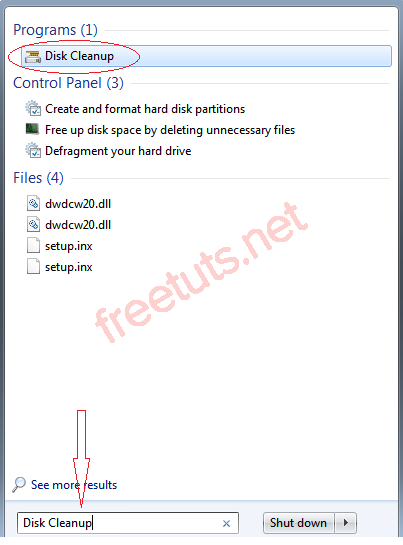 Programs (1)
Disk Cleanup
Control Panel (3)
Create and format hard disk partitions
Free up disk space by deleting unnecessary files
Defragment your hard drive
Files (4)
dwdcw20.dll
dwdcw20.dll
setup.inx
setup.inx
freetuts.net
See more results
Disk Cleanup
Shut down